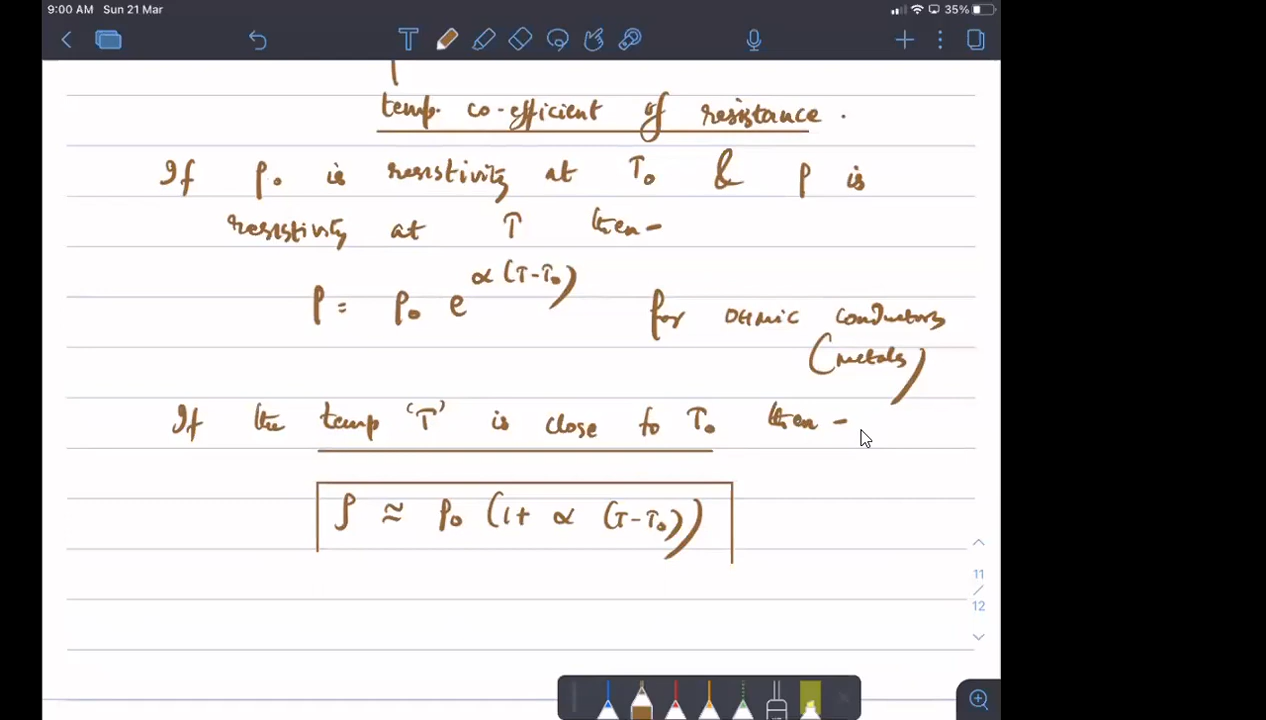 9:00 AM Sun 21 Mar 35%
T
temp. co-efficient of resistance.
If ρ₀ is resistivity at T₀ & ρ is
resistivity at T then-
ρ = ρ₀ e^α(T-T₀) for OHMIC conductors
(metals)
If the temp 'T' is close to T₀ then -
ρ ≈ ρ₀ (1+ α (T-T₀))
11
/
12